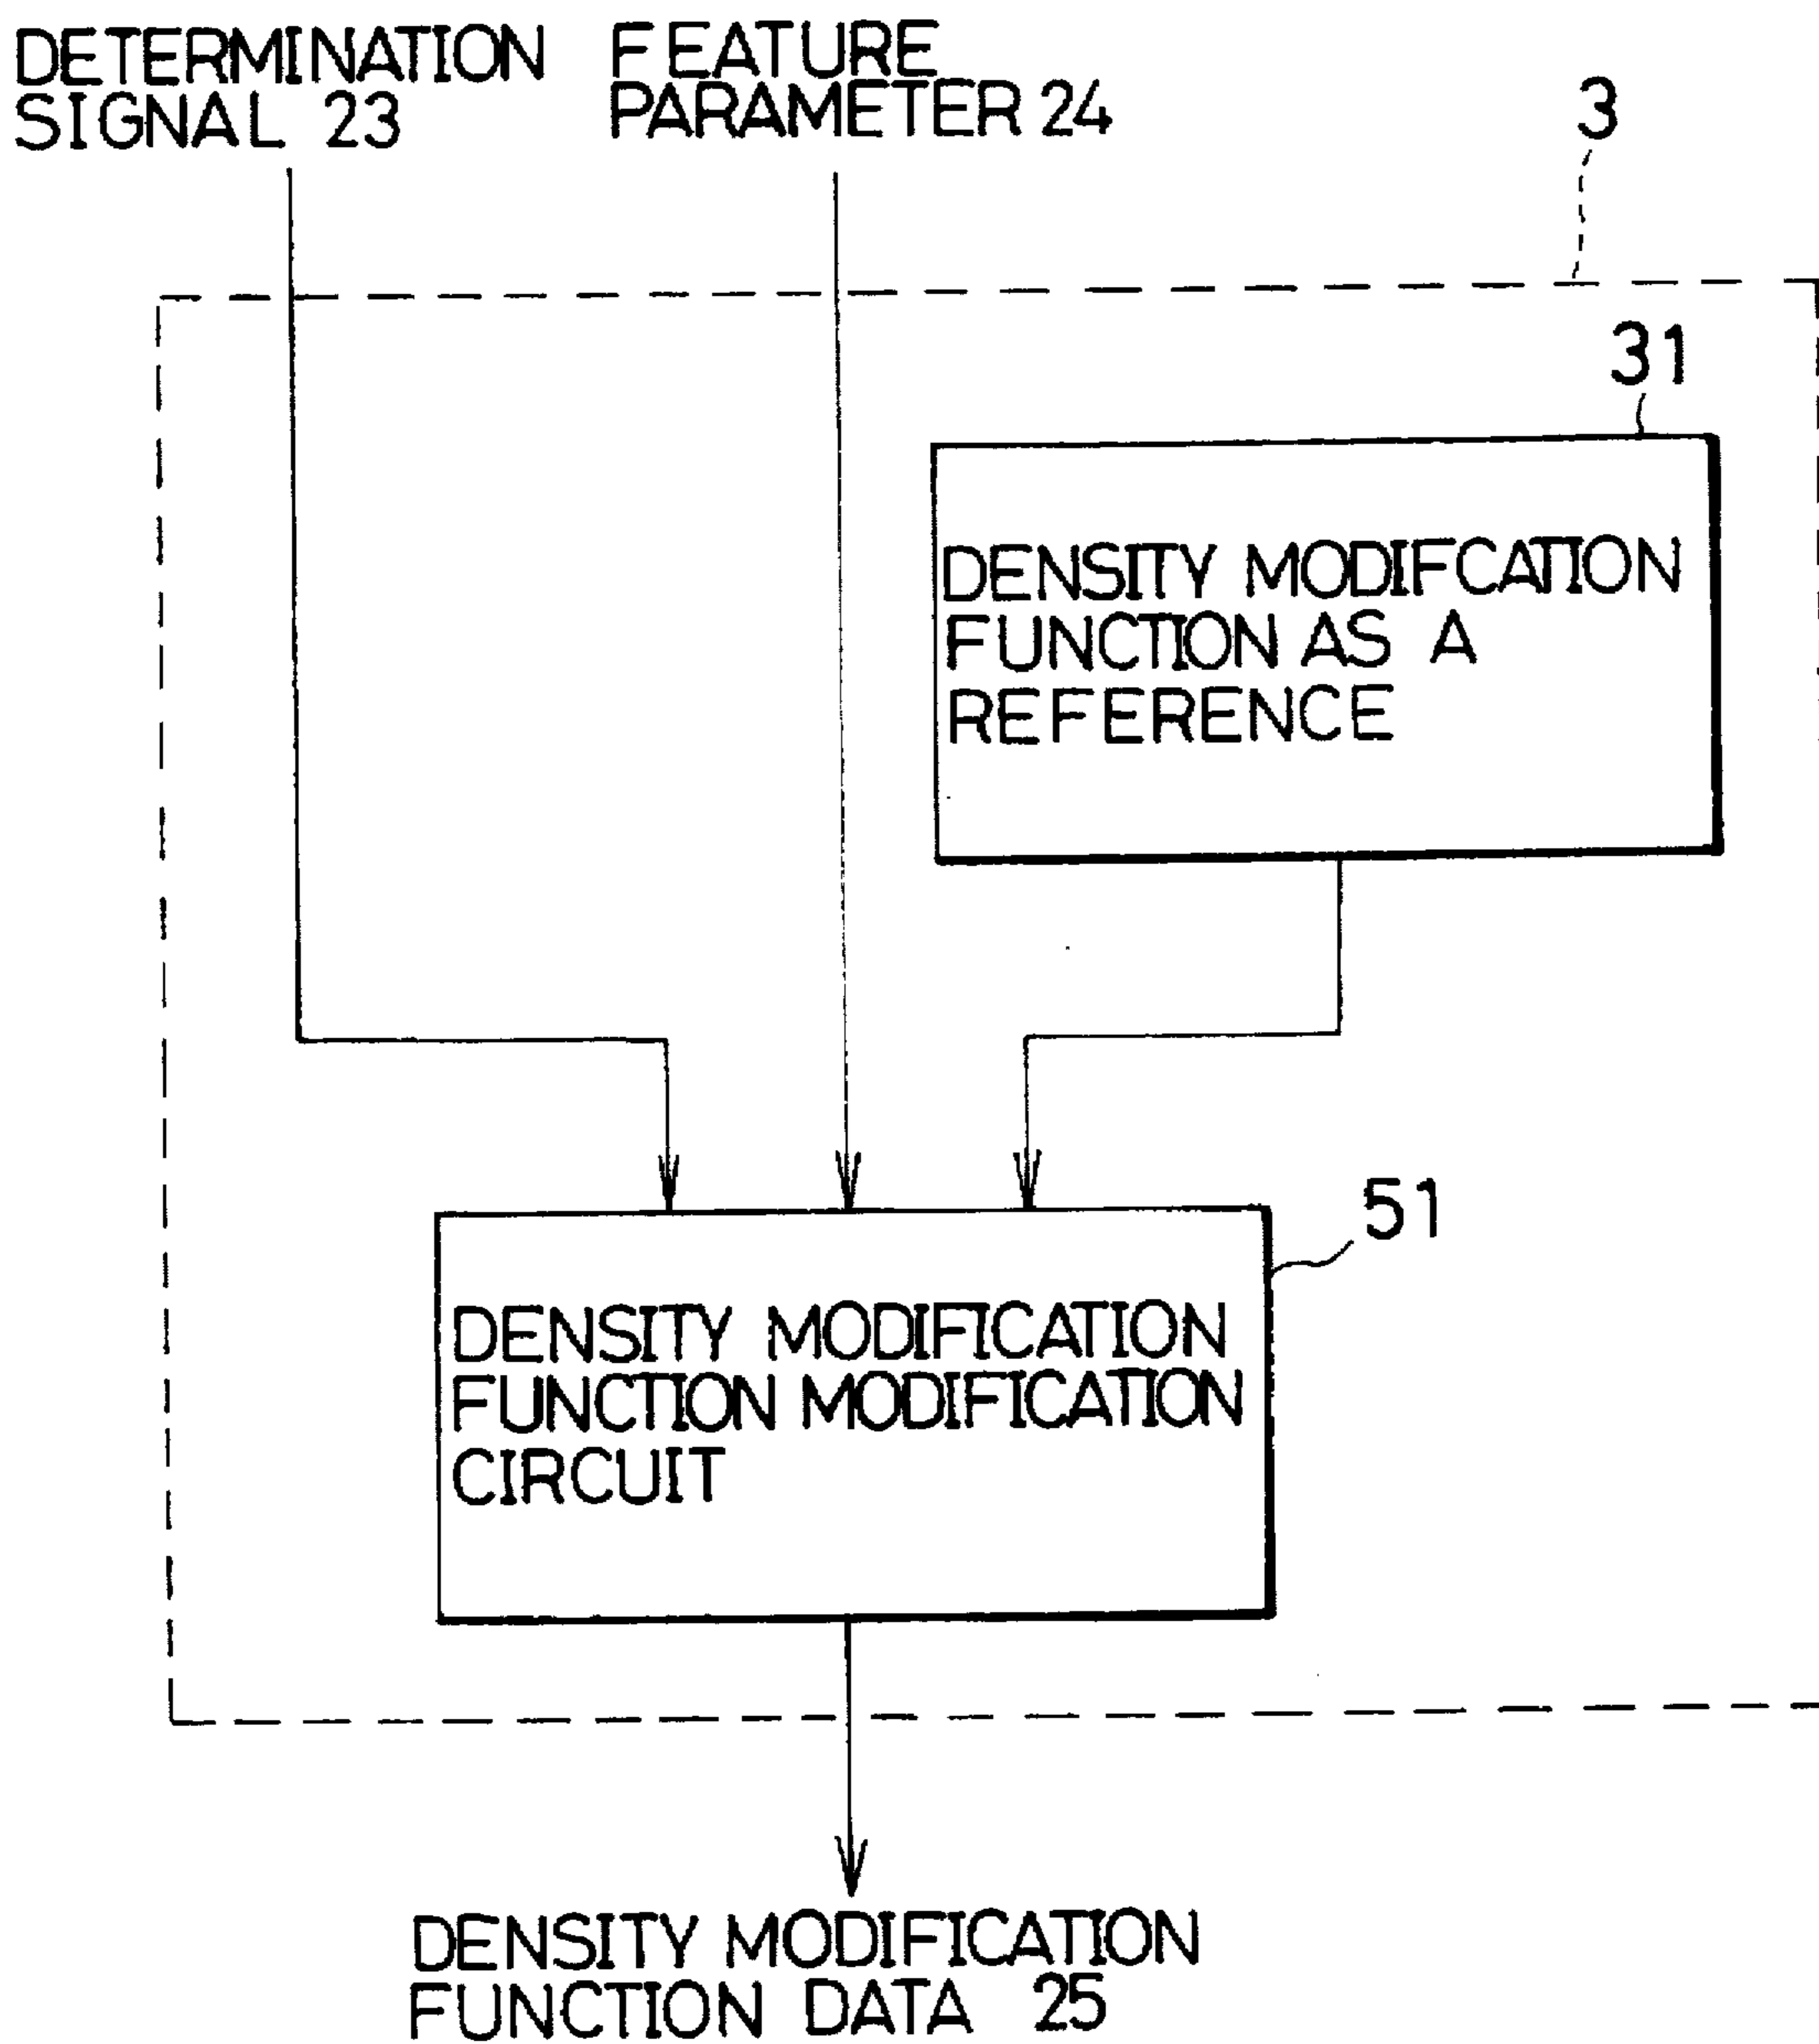 DETERMINATION
SIGNAL 23
FEATURE
PARAMETER 24
3
31
DENSITY MODIFCATION
FUNCTION AS A
REFERENCE
51
DENSITY MODIFICATION
FUNCTION MODIFICATION
CIRCUIT
DENSITY MODIFICATION
FUNCTION DATA 25